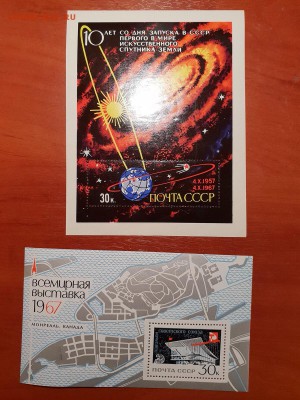 10 ЛЕТ СО ДНЯ ЗАПУСКА В СССР
ПЕРВОГО В МИРЕ
ИСКУССТВЕННОГО
СПУТНИКА ЗЕМЛИ
4.X.1957
4.X.1967
30к. ПОЧТА СССР
всемирная
выставка
1967
МОНРЕАЛЬ, КАНАДА
ПОЧТА СССР 30к